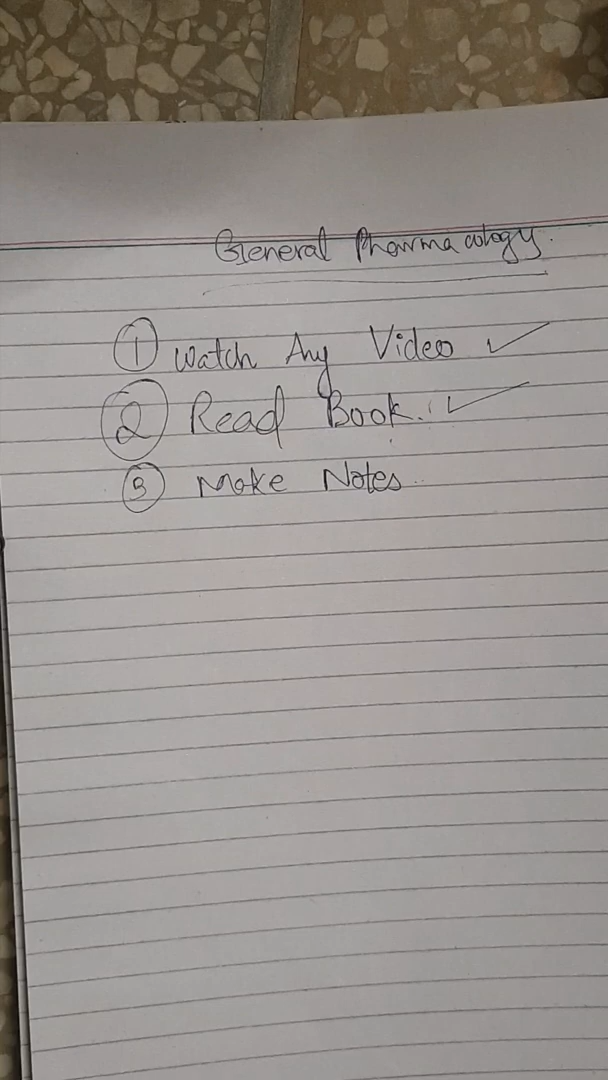 General Pharmacology.
① Watch Any Video ✓
② Read Book. ✓
③ Make Notes..